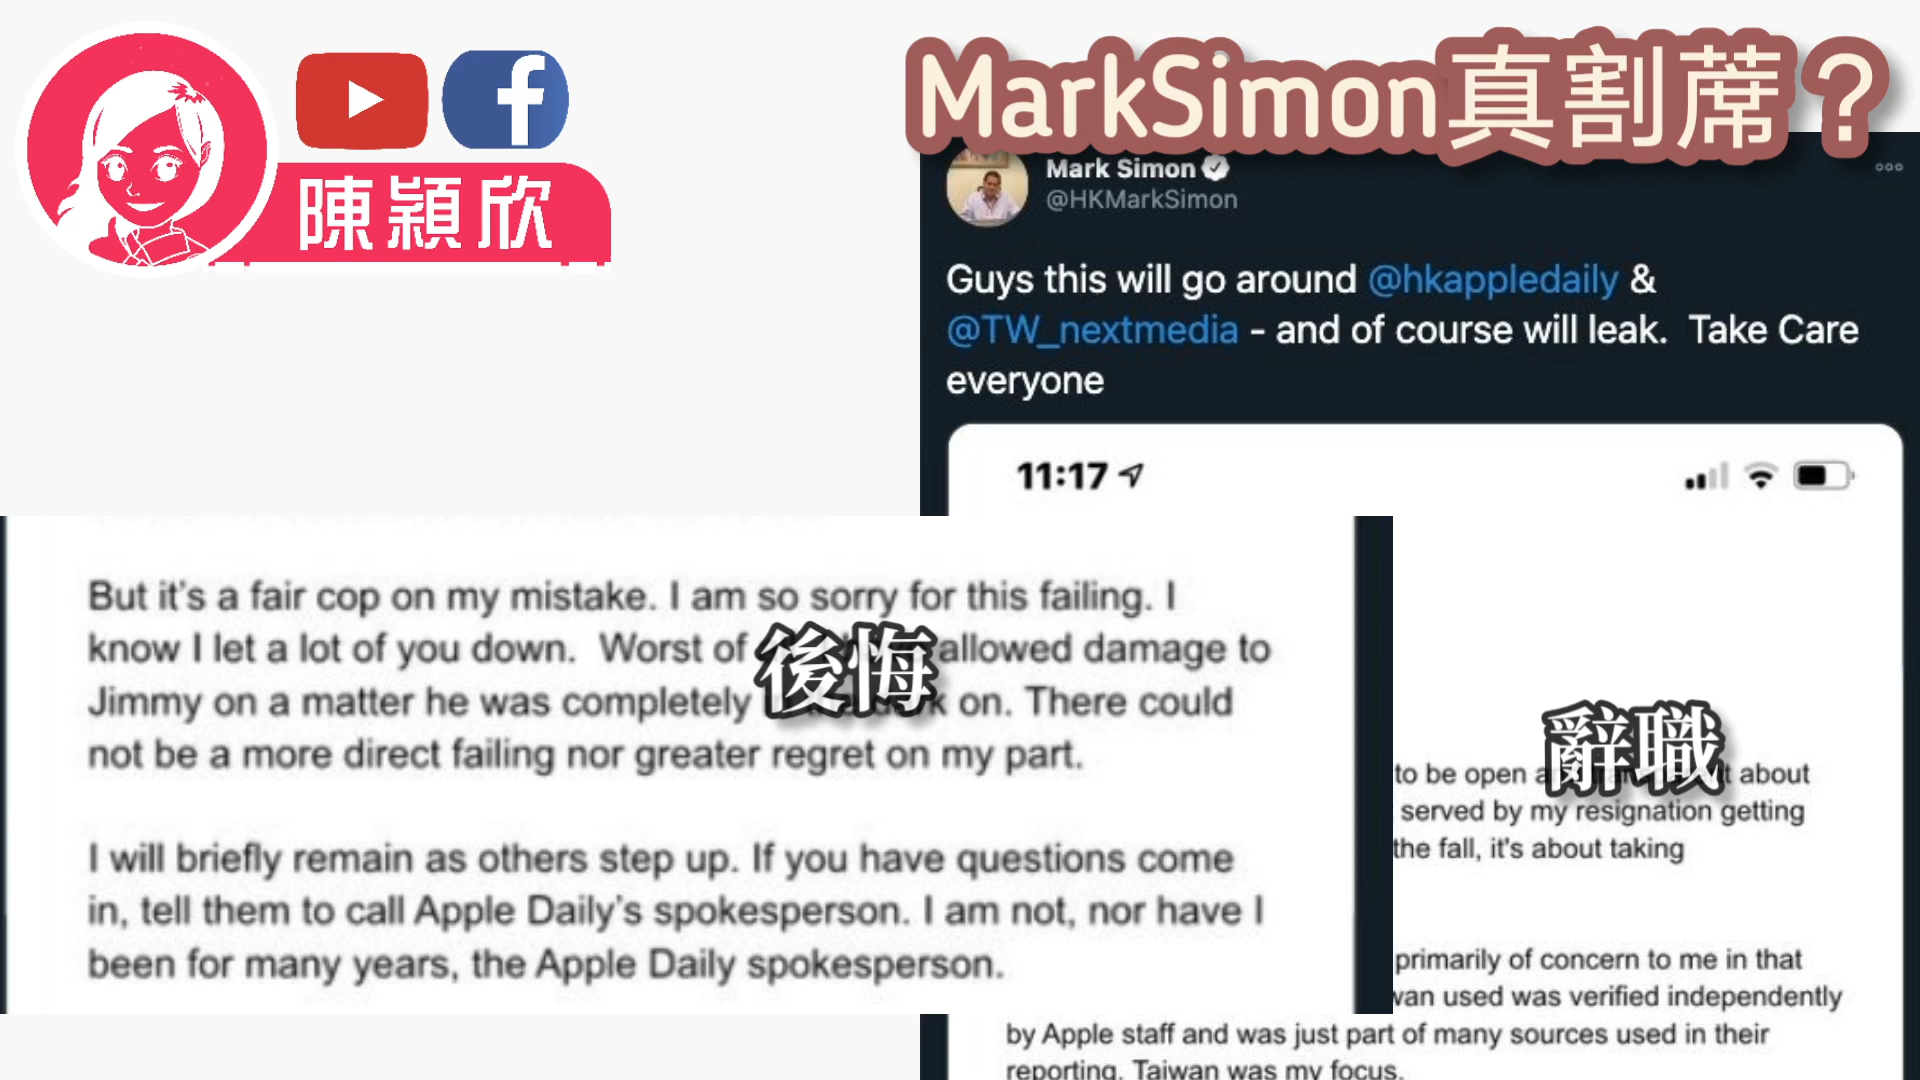 MarkSimon真割蓆？
陳穎欣
Mark Simon
@HKMarkSimon
Guys this will go around @hkappledaily &
@TW_nextmedia - and of course will leak. Take Care
everyone
11:17
But it's a fair cop on my mistake. I am so sorry for this failing. I
know I let a lot of you down. Worst of allowed damage to
後悔
Jimmy on a matter he was completely on. There could
not be a more direct failing nor greater regret on my part.
I will briefly remain as others step up. If you have questions come
in, tell them to call Apple Daily's spokesperson. I am not, nor have I
been for many years, the Apple Daily spokesperson.
辭職
to be open about
served by my resignation getting
the fall, it's about taking
primarily of concern to me in that
used was verified independently
by Apple staff and was just part of many sources used in their
reporting. Taiwan was my focus.